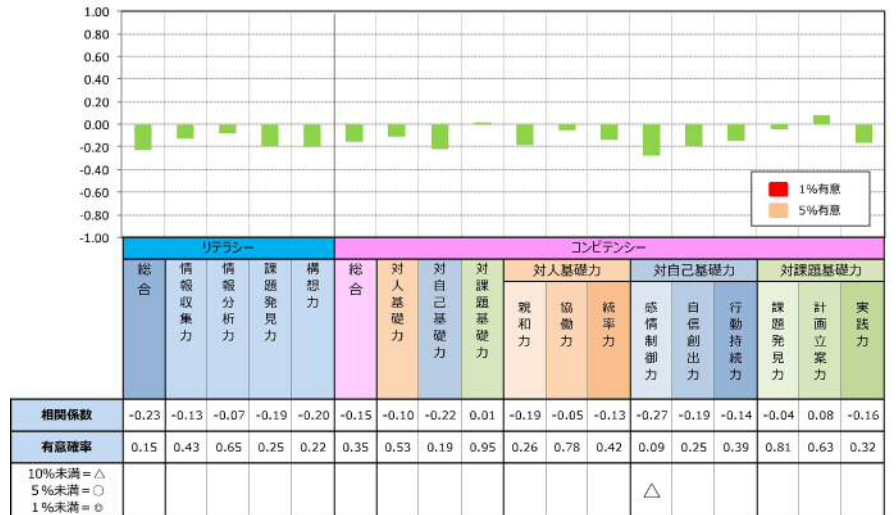 1.00
0.80
0.60
0.40
0.20
0.00
-0.20
-0.40
-0.60
-0.80
-1.00
1%有意
5%有意
リテラシー
コンピテンシー
総合
情報収集力
情報分析力
課題発見力
構想力
総合
対人基礎力
対自己基礎力
対課題基礎力
対人基礎力
対自己基礎力
対課題基礎力
親和力
協働力
統率力
感情制御力
自信創出力
行動持続力
課題発見力
計画立案力
実践力
相関係数 -0.23 -0.13 -0.07 -0.19 -0.20 -0.15 -0.10 -0.22 0.01 -0.19 -0.05 -0.13 -0.27 -0.19 -0.14 -0.04 0.08 -0.16
有意確率 0.15 0.43 0.65 0.25 0.22 0.35 0.53 0.19 0.95 0.26 0.78 0.42 0.09 0.25 0.39 0.81 0.63 0.32
10%未満=△
5%未満=○
1%未満=◎
△